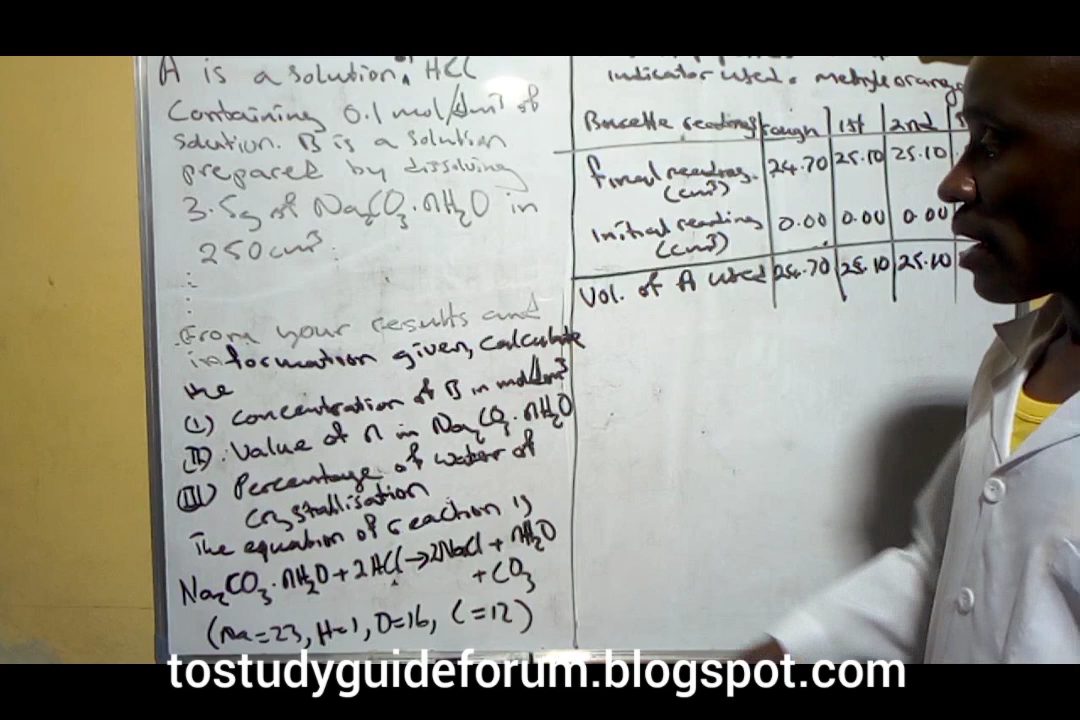 A is a solution of HCl
Containing 0.1 mol/dm³ of
solution. B is a solution
prepared by dissolving
3.5g of Na₂CO₃.nH₂O in
250cm³.
From your results and
information given, calculate
the
(I) Concentration of B in mol/dm³
(II) Value of n in Na₂CO₃.nH₂O
(III) Percentage of water of
crystallisation
The equation of reaction is
Na₂CO₃.nH₂O + 2HCl → 2NaCl + nH₂O
+ CO₃
(Na=23, H=1, O=16, C=12)
indicator used. methyle orange
Burette readings rough 1st 2nd
final reading (cm³) 24.70 25.10 25.10
Initial reading (cm³) 0.00 0.00 0.00
Vol. of A used 24.70 25.10 25.10
tostudyguideforum.blogspot.com